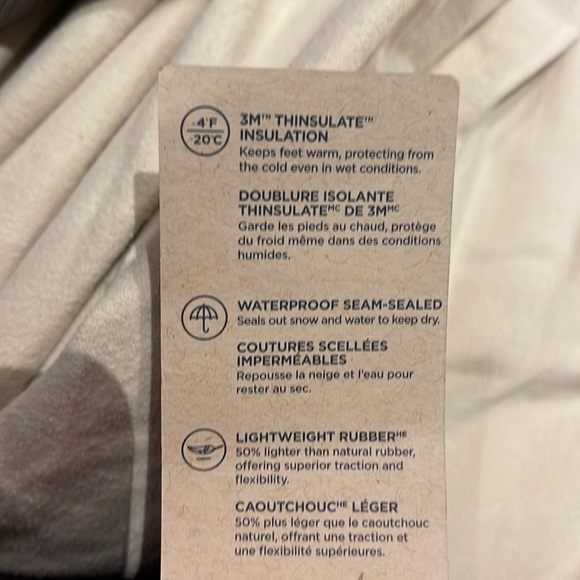 -4°F
-20°C
3M™ THINSULATE™
INSULATION
Keeps feet warm, protecting from
the cold even in wet conditions.
DOUBLURE ISOLANTE
THINSULATEᴹᶜ DE 3Mᴹᶜ
Garde les pieds au chaud, protège
du froid même dans des conditions
humides.
WATERPROOF SEAM-SEALED
Seals out snow and water to keep dry.
COUTURES SCELLÉES
IMPERMÉABLES
Repousse la neige et l'eau pour
rester au sec.
LIGHTWEIGHT RUBBERᴴᴱ
50% lighter than natural rubber,
offering superior traction and
flexibility.
CAOUTCHOUCᴴᴱ LÉGER
50% plus léger que le caoutchouc
naturel, offrant une traction et
une flexibilité supérieures.